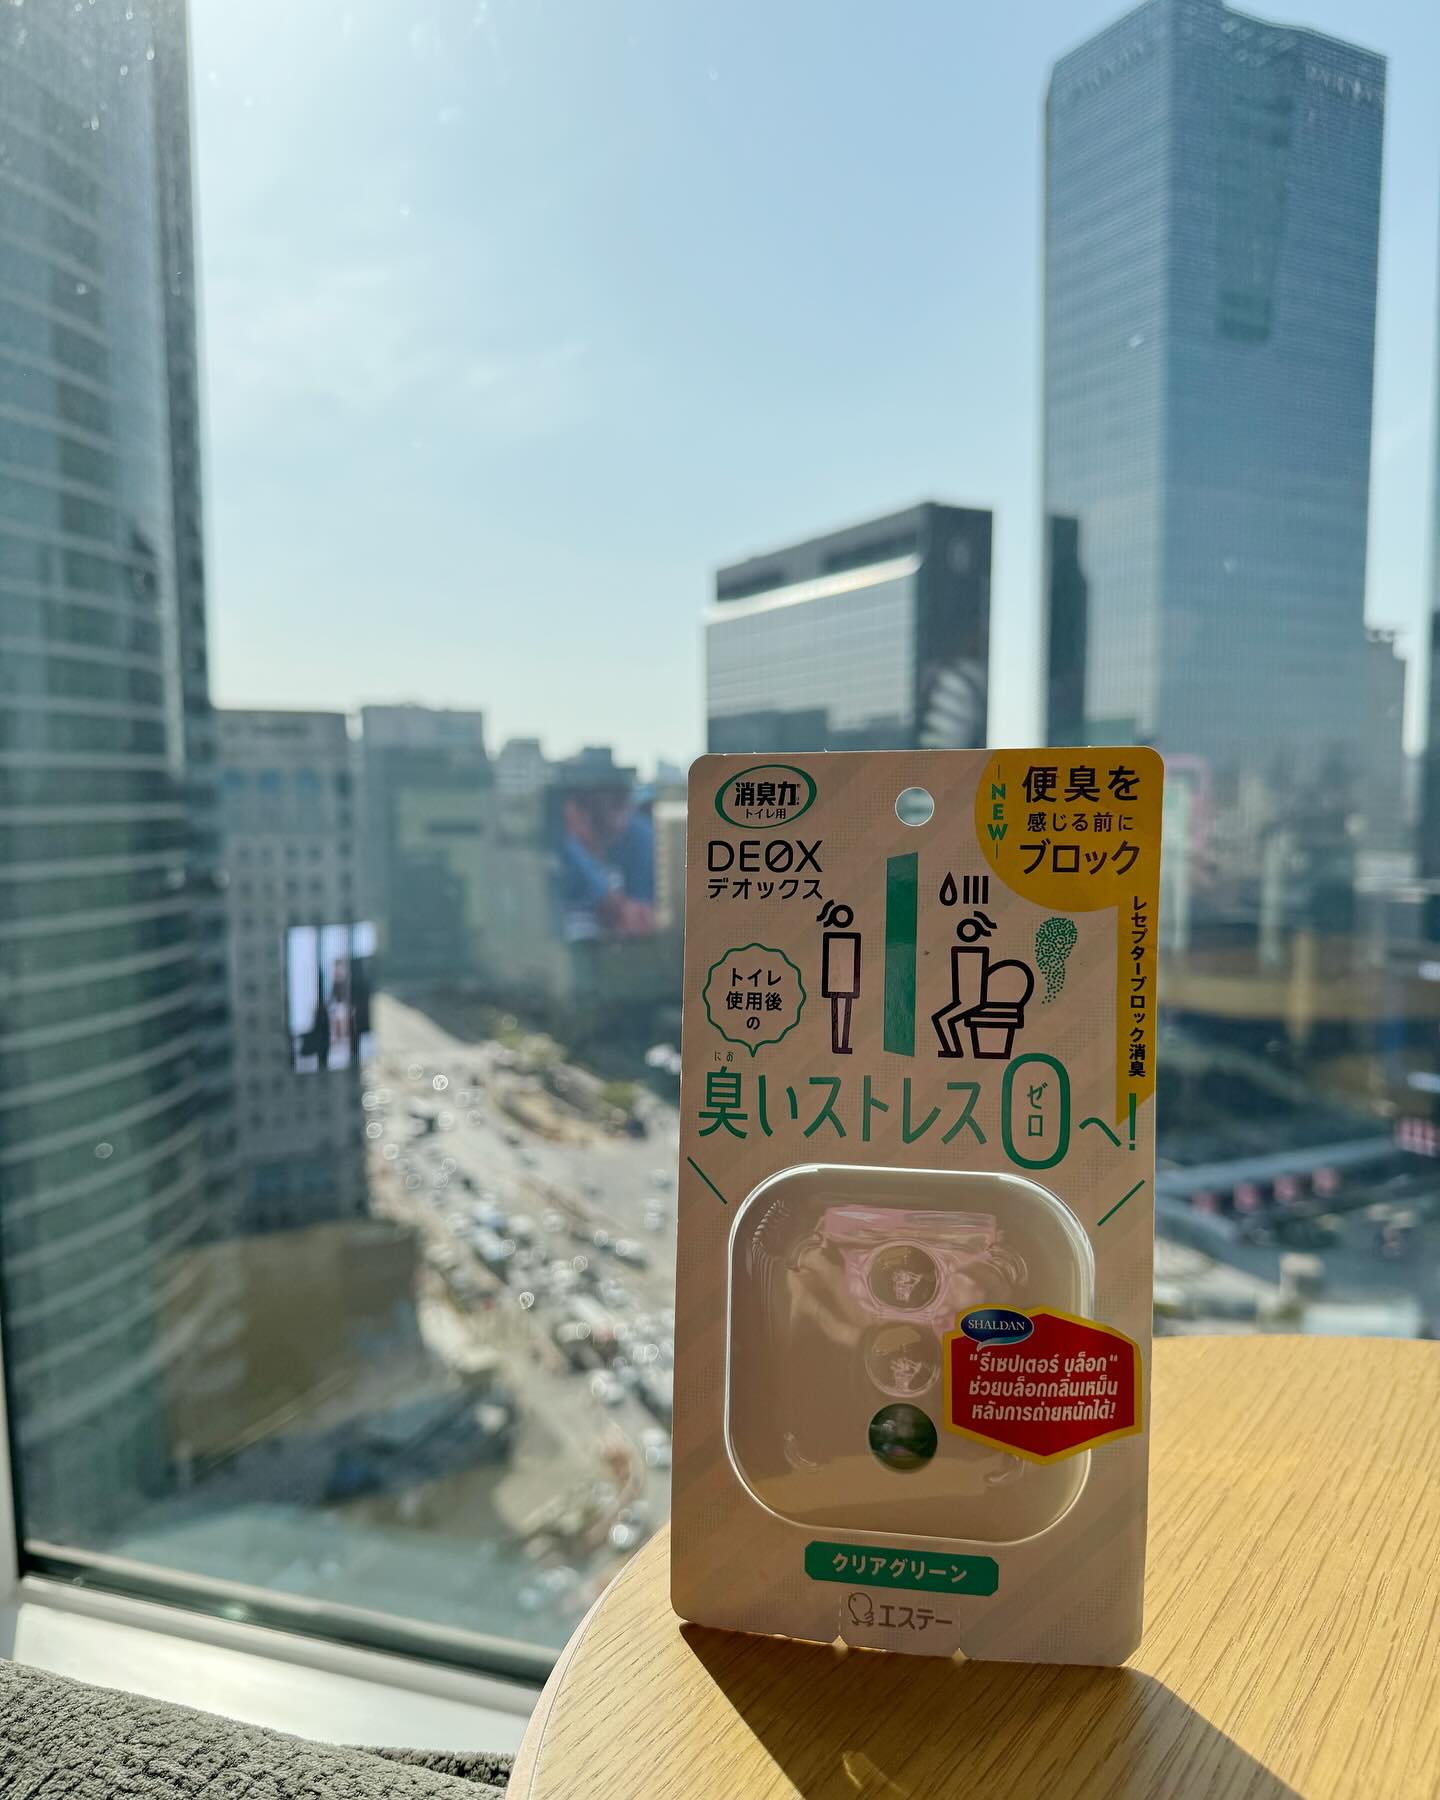 消臭力
トイレ用
DEOX
デオックス
NEW
便臭を
感じる前に
ブロック
レセプターブロック消臭
トイレ
使用後
の
にお
臭いストレス0へ!
ゼロ
SHALDAN
"รีเซปเตอร์ บล็อก"
ช่วยบล็อกกลิ่นเหม็น
หลังการถ่ายหนักได้!
クリアグリーン
エステー